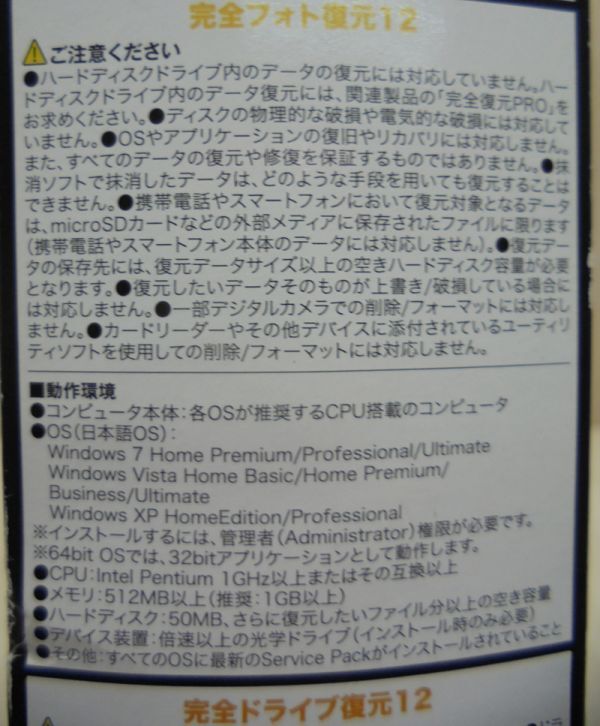 完全フォト復元12
ご注意ください
●ハードディスクドライブ内のデータの復元には対応していません。ハー
ドディスクドライブ内のデータ復元には、関連製品の「完全復元PRO」を
お求めください。●ディスクの物理的な破損や電気的な破損には対応して
いません。●OSやアプリケーションの復旧やリカバリにはしません。
また、すべてのデータの復元や修復を保証するものではありません。●抹
消ソフトで抹消したデータは、どのような手段を用いても復元することは
できません。●携帯電話やスマートフォンにおいて復元対象となるデータ
は、microSDカードなどの外部メディアに保存されたファイルに限ります
(携帯電話やスマートフォン本体のデータには対応しません)。●復元デー
タの保存先には、復元データサイズ以上の空きハードディスク容量が必要
となります。●復元したいデータそのものが上書き/破損している場合に
は対応しません。●一部デジタルカメラでの削除/フォーマットには対応し
ません。●カードリーダーやその他デバイスに添付されているユーティリ
ティソフトを使用しての削除/フォーマットには対応しません。
■動作環境
●コンピュータ本体:各OSが推奨するCPU搭載のコンピュータ
●OS(日本語OS):
Windows 7 Home Premium/Professional/Ultimate
Windows Vista Home Basic/Home Premium/
Business/Ultimate
Windows XP HomeEdition/Professional
※インストールするには、管理者(Administrator)権限が必要です。
※64bit OSでは、32bitアプリケーションとして動作します。
●CPU:Intel Pentium 1GHz以上またはその互換以上
●メモリ:512MB以上(推奨:1GB以上)
●ハードディスク:50MB、さらに復元したいファイル分以上の空き容量
●デバイス装置:倍速以上の光学ドライブ(インストール時のみ必要)
●その他:すべてのOSに最新のService Packがインストールされていること
完全ドライブ復元12